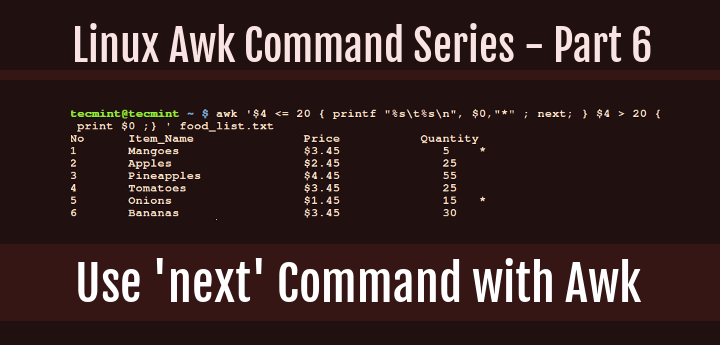 Linux Awk Command Series - Part 6
tecmint@tecmint ~ $ awk '$4 <= 20 { printf "%s\t%s\n", $0,"*" ; next; } $4 > 20 {
print $0 ;} ' food_list.txt
No Item_Name Price Quantity
1 Mangoes $3.45 5 *
2 Apples $2.45 25
3 Pineapples $4.45 55
4 Tomatoes $3.45 25
5 Onions $1.45 15 *
6 Bananas $3.45 30
Use 'next' Command with Awk